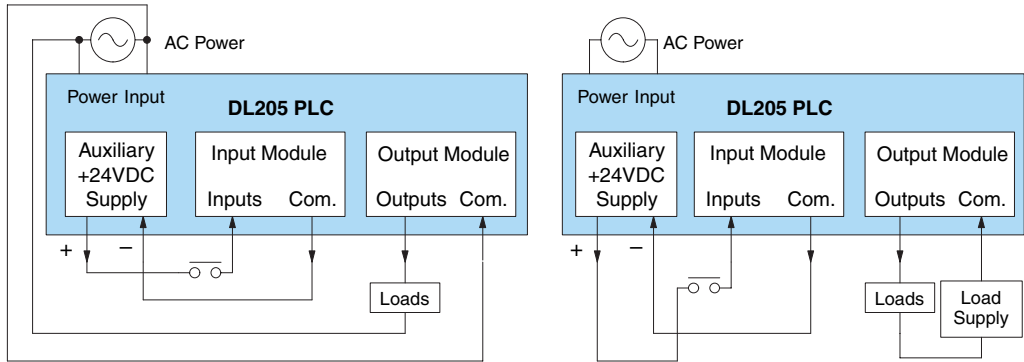 AC Power
Power Input
DL205 PLC
Auxiliary
+24VDC
Supply
Input Module
Inputs Com.
Output Module
Outputs Com.
+
–
Loads
AC Power
Power Input
DL205 PLC
Auxiliary
+24VDC
Supply
Input Module
Inputs Com.
Output Module
Outputs Com.
+
–
Loads
Load
Supply